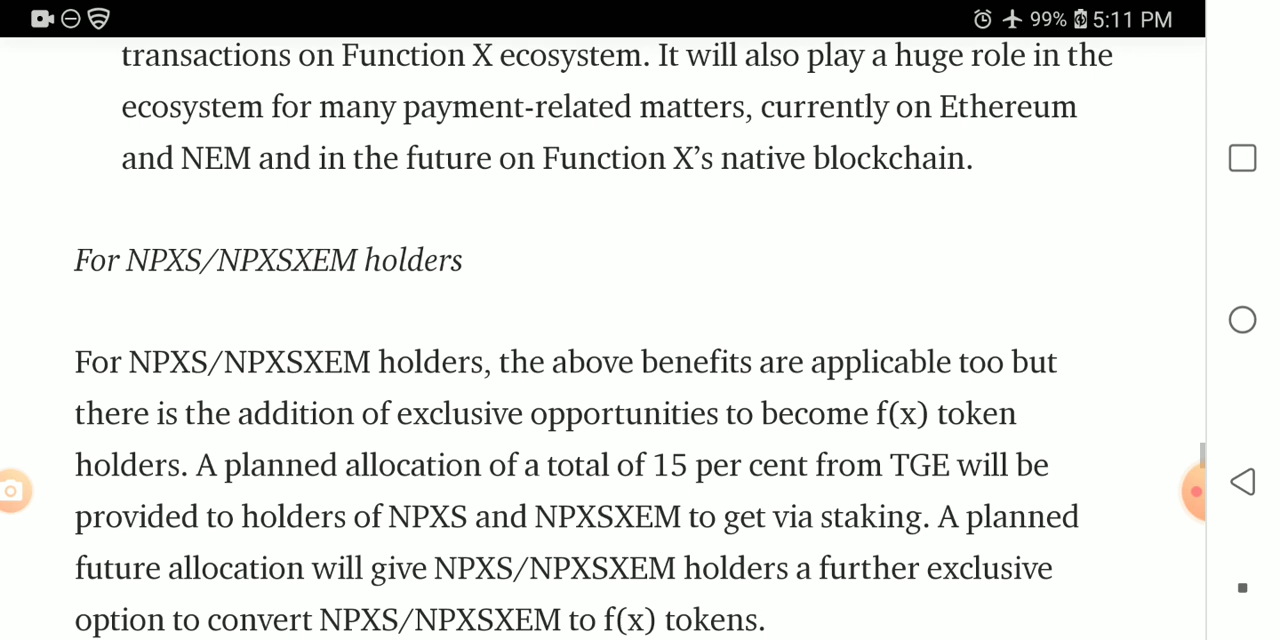 99% 5:11 PM
transactions on Function X ecosystem. It will also play a huge role in the
ecosystem for many payment-related matters, currently on Ethereum
and NEM and in the future on Function X’s native blockchain.
For NPXS/NPXSXEM holders
For NPXS/NPXSXEM holders, the above benefits are applicable too but
there is the addition of exclusive opportunities to become f(x) token
holders. A planned allocation of a total of 15 per cent from TGE will be
provided to holders of NPXS and NPXSXEM to get via staking. A planned
future allocation will give NPXS/NPXSXEM holders a further exclusive
option to convert NPXS/NPXSXEM to f(x) tokens.